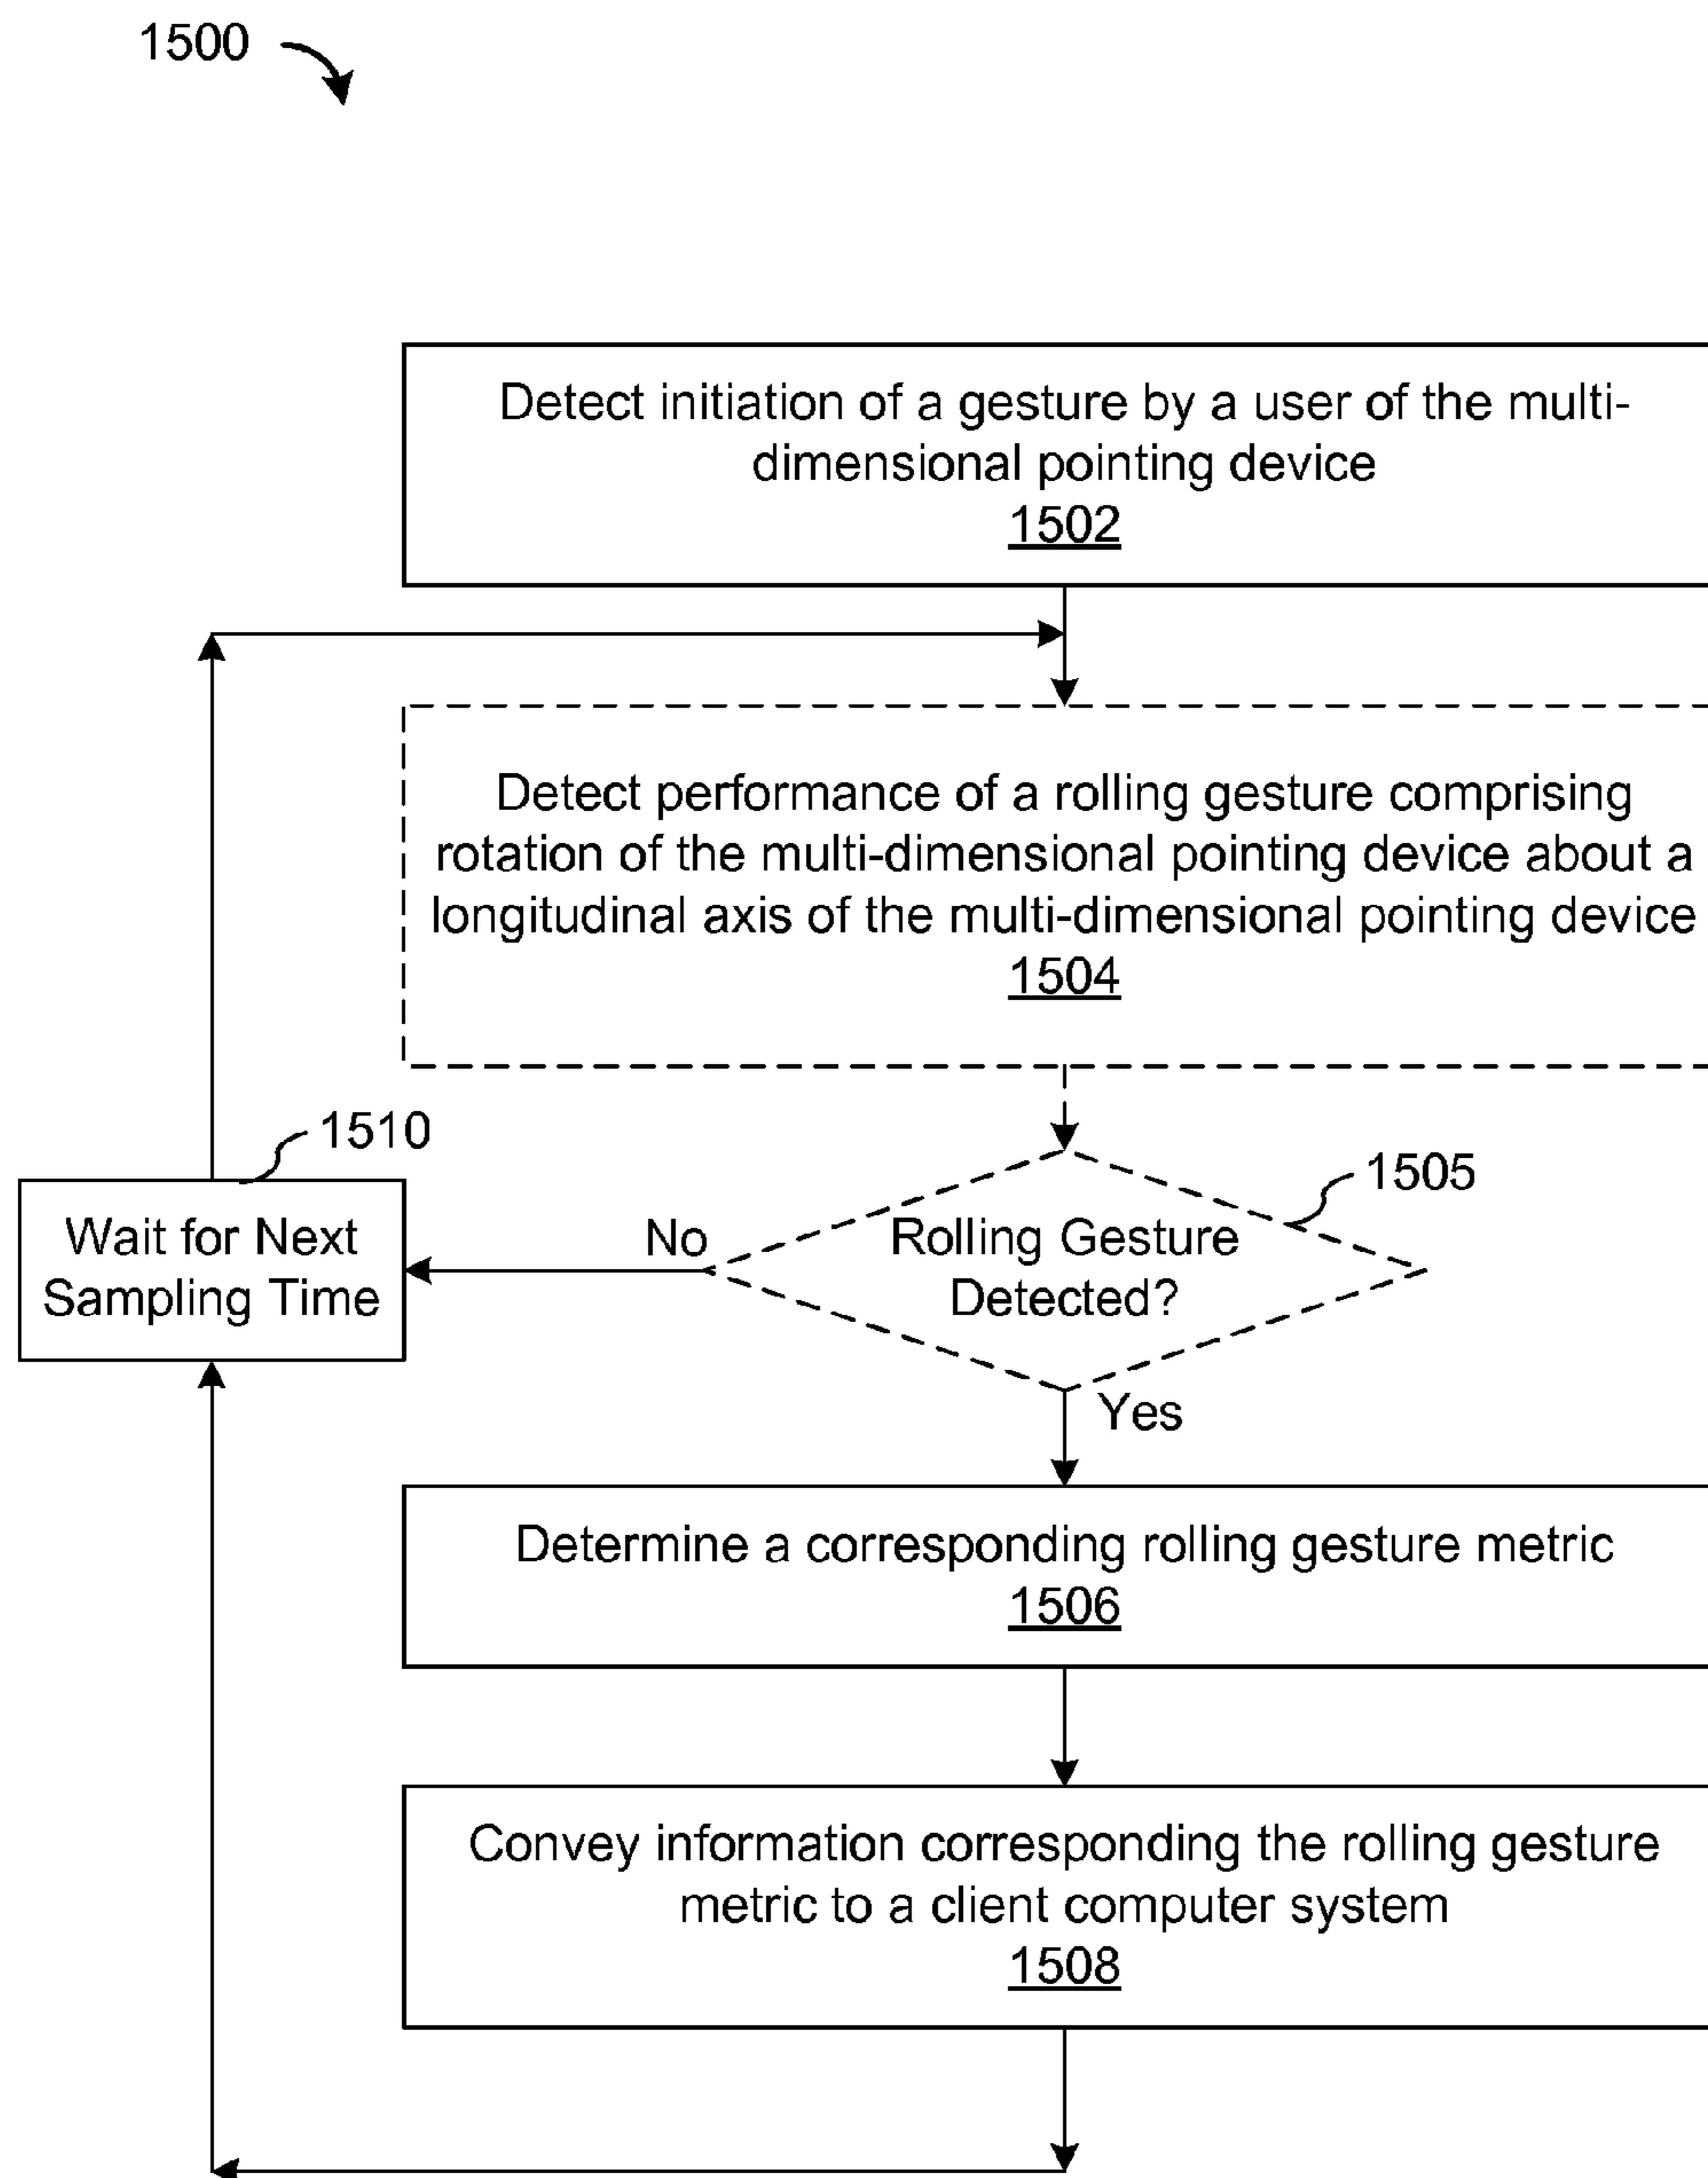 1500
Detect initiation of a gesture by a user of the multi-
dimensional pointing device
1502
Detect performance of a rolling gesture comprising
rotation of the multi-dimensional pointing device about a
longitudinal axis of the multi-dimensional pointing device
1504
1510
1505
Wait for Next
Sampling Time
No
Rolling Gesture
Detected?
Yes
Determine a corresponding rolling gesture metric
1506
Convey information corresponding the rolling gesture
metric to a client computer system
1508